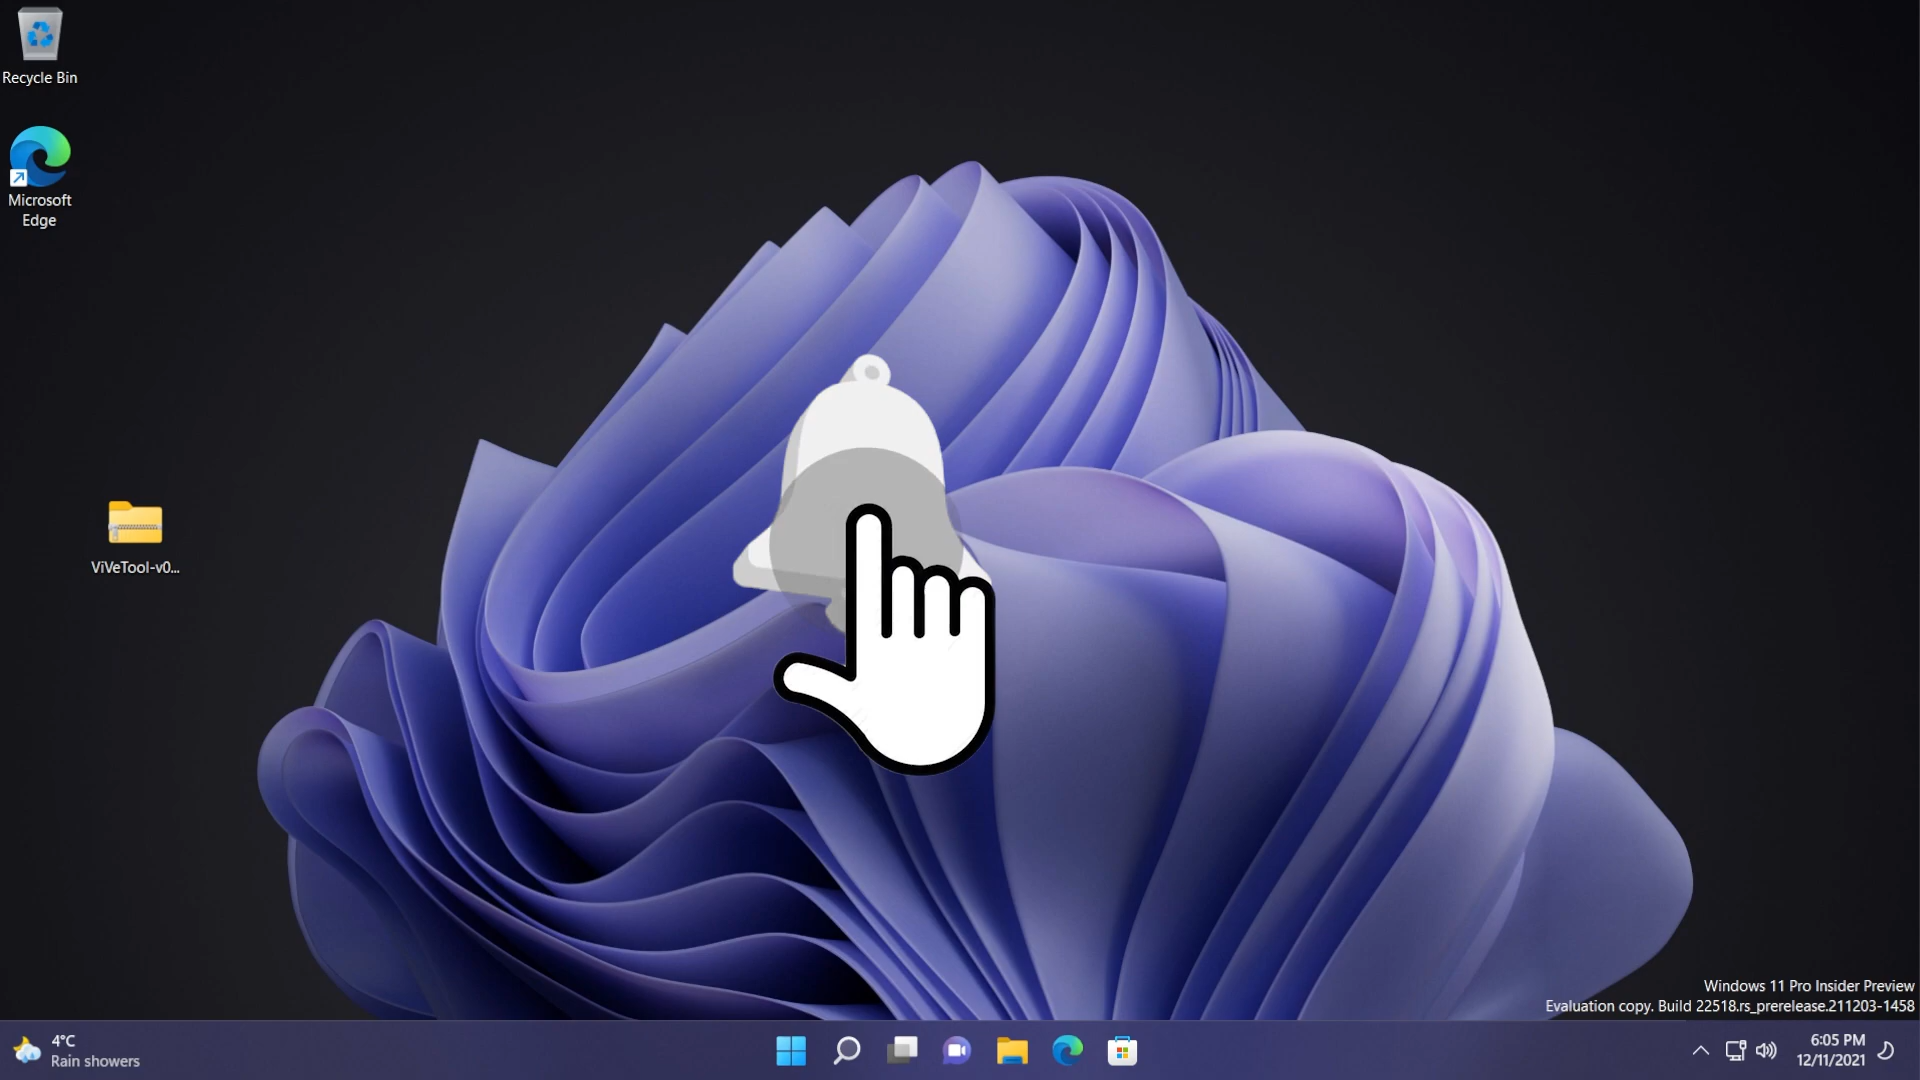 Recycle Bin
Microsoft
Edge
ViVeTool-v0...
Windows 11 Pro Insider Preview
Evaluation copy. Build 22518.rs_prerelease.211203-1458
4°C
Rain showers
6:05 PM
12/11/2021